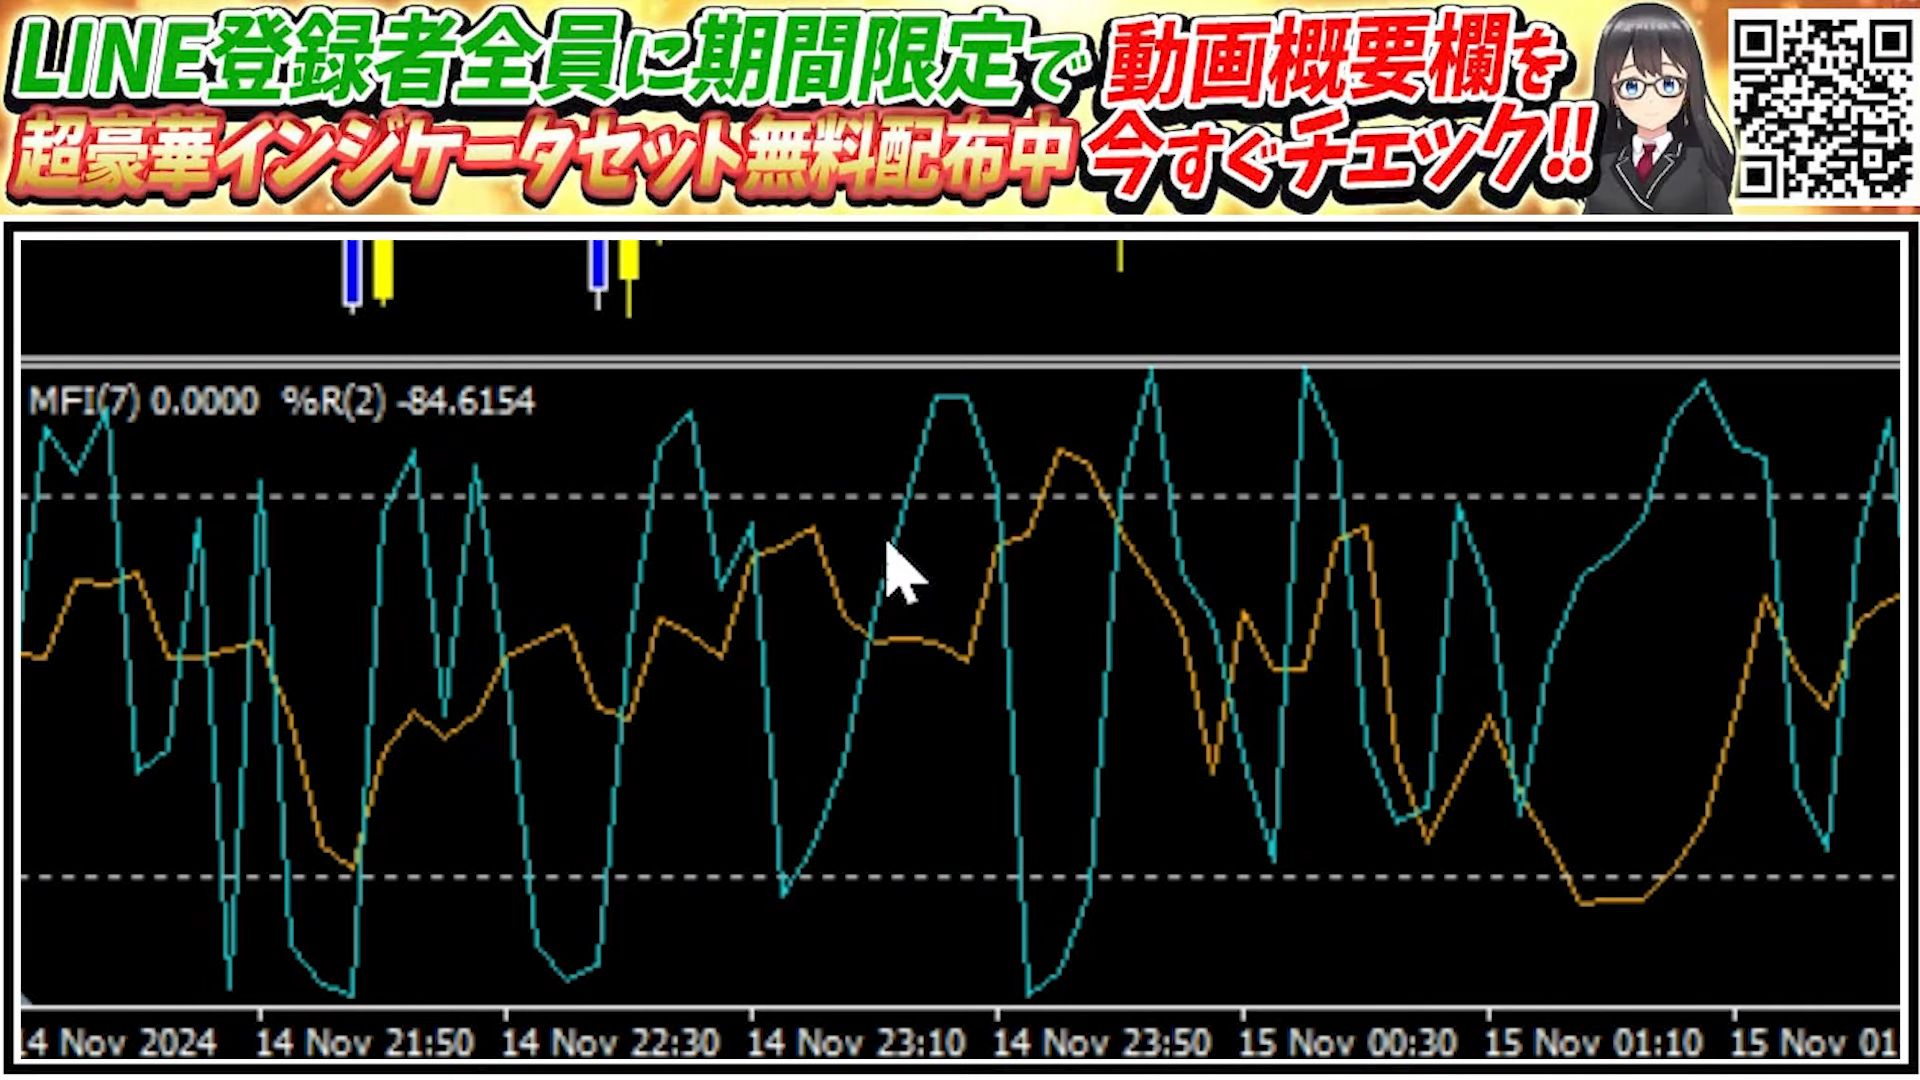 LINE登録者全員に期間限定で
超豪華インジケータセット無料配布中
動画概要欄を
今すぐチェック!!
MFI(7) 0.0000 %R(2) -84.6154
14 Nov 2024 14 Nov 21:50 14 Nov 22:30 14 Nov 23:10 14 Nov 23:50 15 Nov 00:30 15 Nov 01:10 15 Nov 01